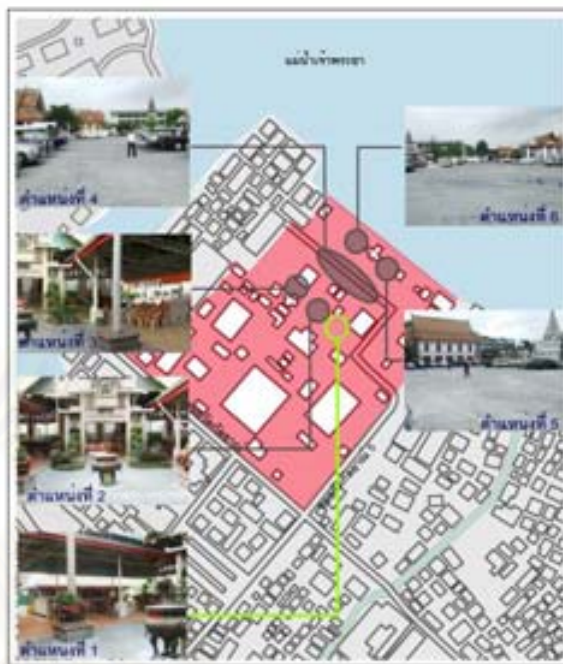 แม่น้ำเจ้าพระยา
ตำแหน่งที่ 4
ตำแหน่งที่ 6
ตำแหน่งที่ 3
ตำแหน่งที่ 5
ตำแหน่งที่ 2
ตำแหน่งที่ 1